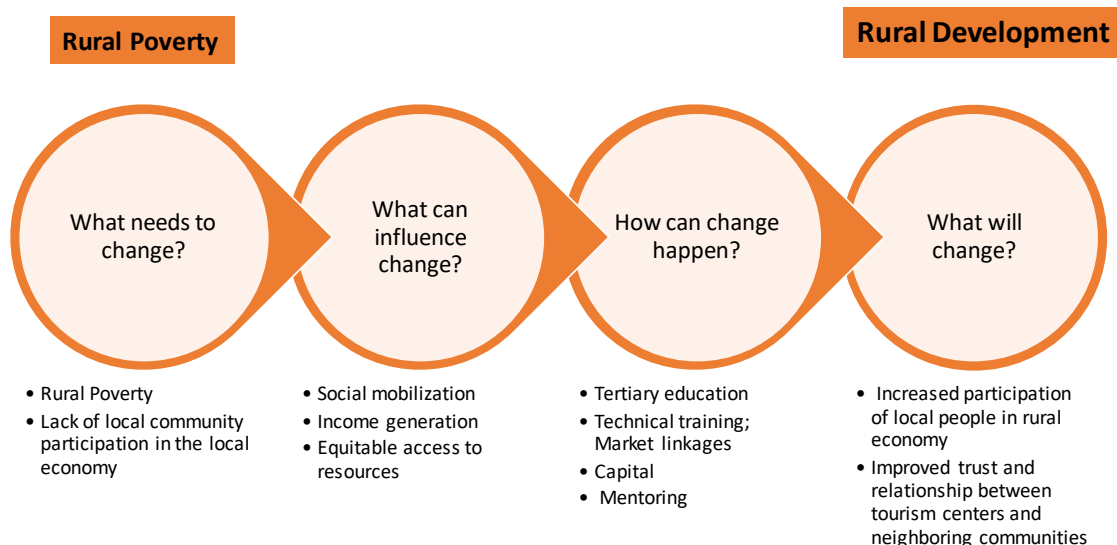 Rural Poverty
Rural Development
What needs to
change?
What can
influence
change?
How can change
happen?
What will
change?
• Rural Poverty
• Lack of local community
participation in the local
economy
• Social mobilization
• Income generation
• Equitable access to
resources
• Tertiary education
• Technical training;
Market linkages
• Capital
• Mentoring
• Increased participation
of local people in rural
economy
• Improved trust and
relationship between
tourism centers and
neighboring communities